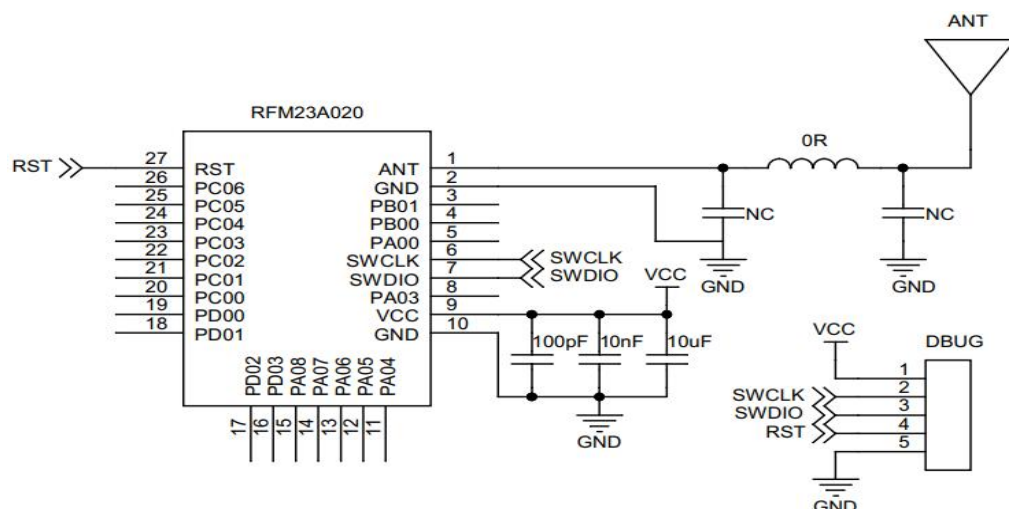 ANT
RFM23A020
0R
RST 27 RST ANT 1
26 PC06 GND 2
25 PC05 PB01 3
24 PC04 PB00 4
23 PC03 PA00 5
22 PC02 SWCLK 6 SWCLK
21 PC01 SWDIO 7 SWDIO
20 PC00 PA03 8
19 PD00 VCC 9
18 PD01 GND 10
NC
NC
GND
GND
VCC
100pF 10nF 10uF
GND
PD02 PD03 PA08 PA07 PA06 PA05 PA04
17 16 15 14 13 12 11
VCC DBUG
1
SWCLK 2
SWDIO 3
RST 4
5
GND